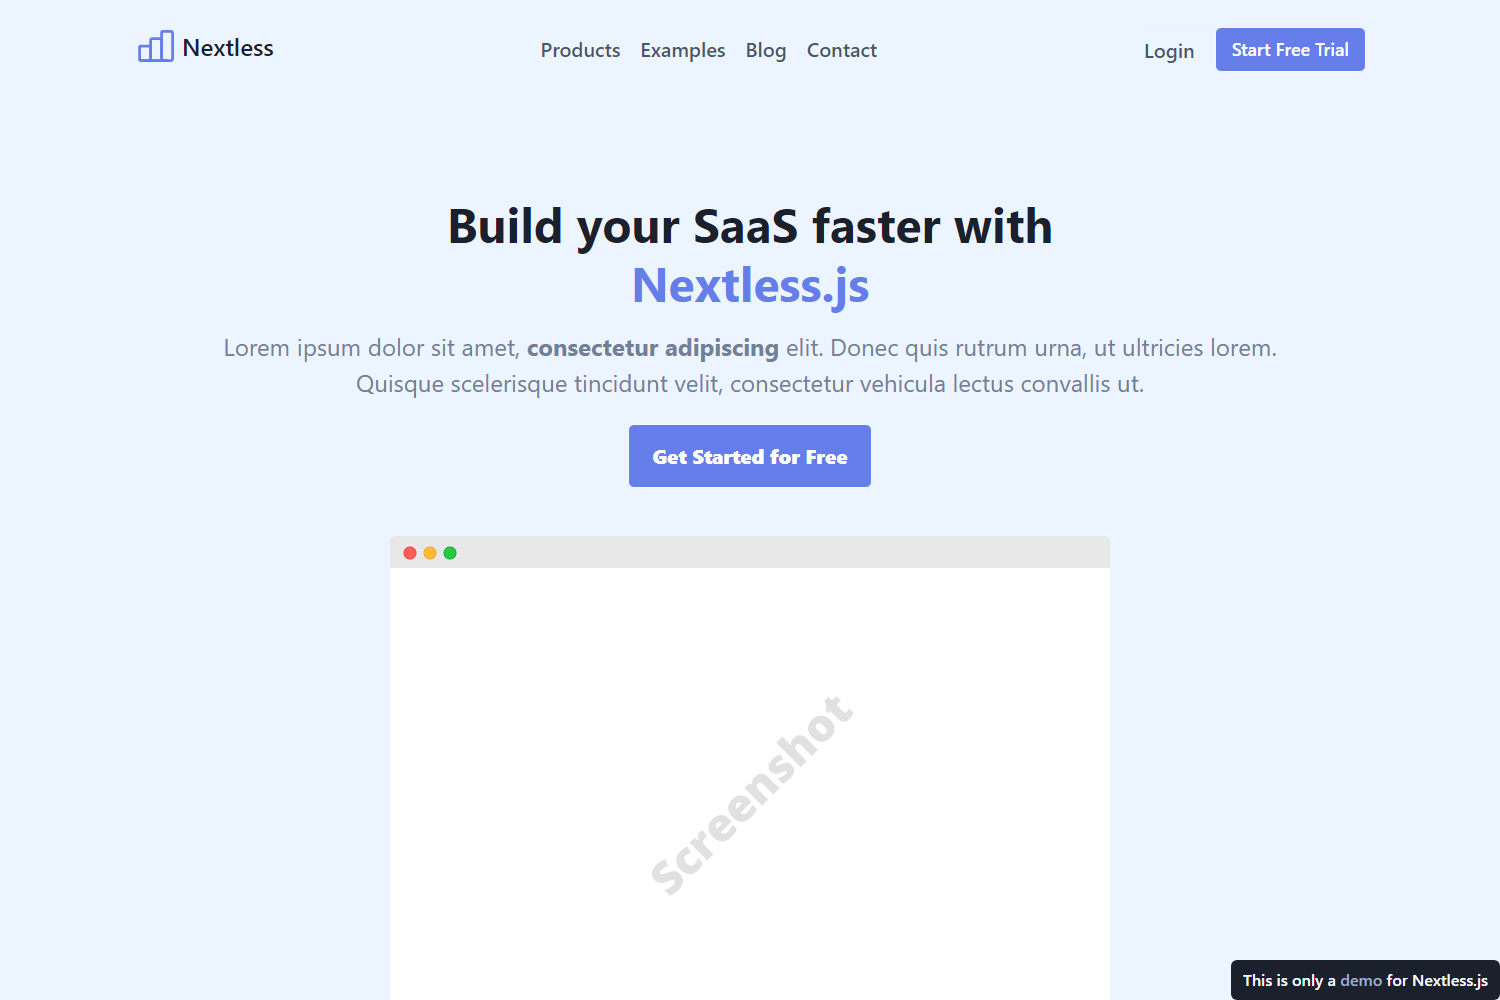 Nextless
Products Examples Blog Contact
Login
Start Free Trial
Build your SaaS faster with
Nextless.js
Lorem ipsum dolor sit amet, consectetur adipiscing elit. Donec quis rutrum urna, ut ultricies lorem.
Quisque scelerisque tincidunt velit, consectetur vehicula lectus convallis ut.
Get Started for Free
Screenshot
This is only a demo for Nextless.js